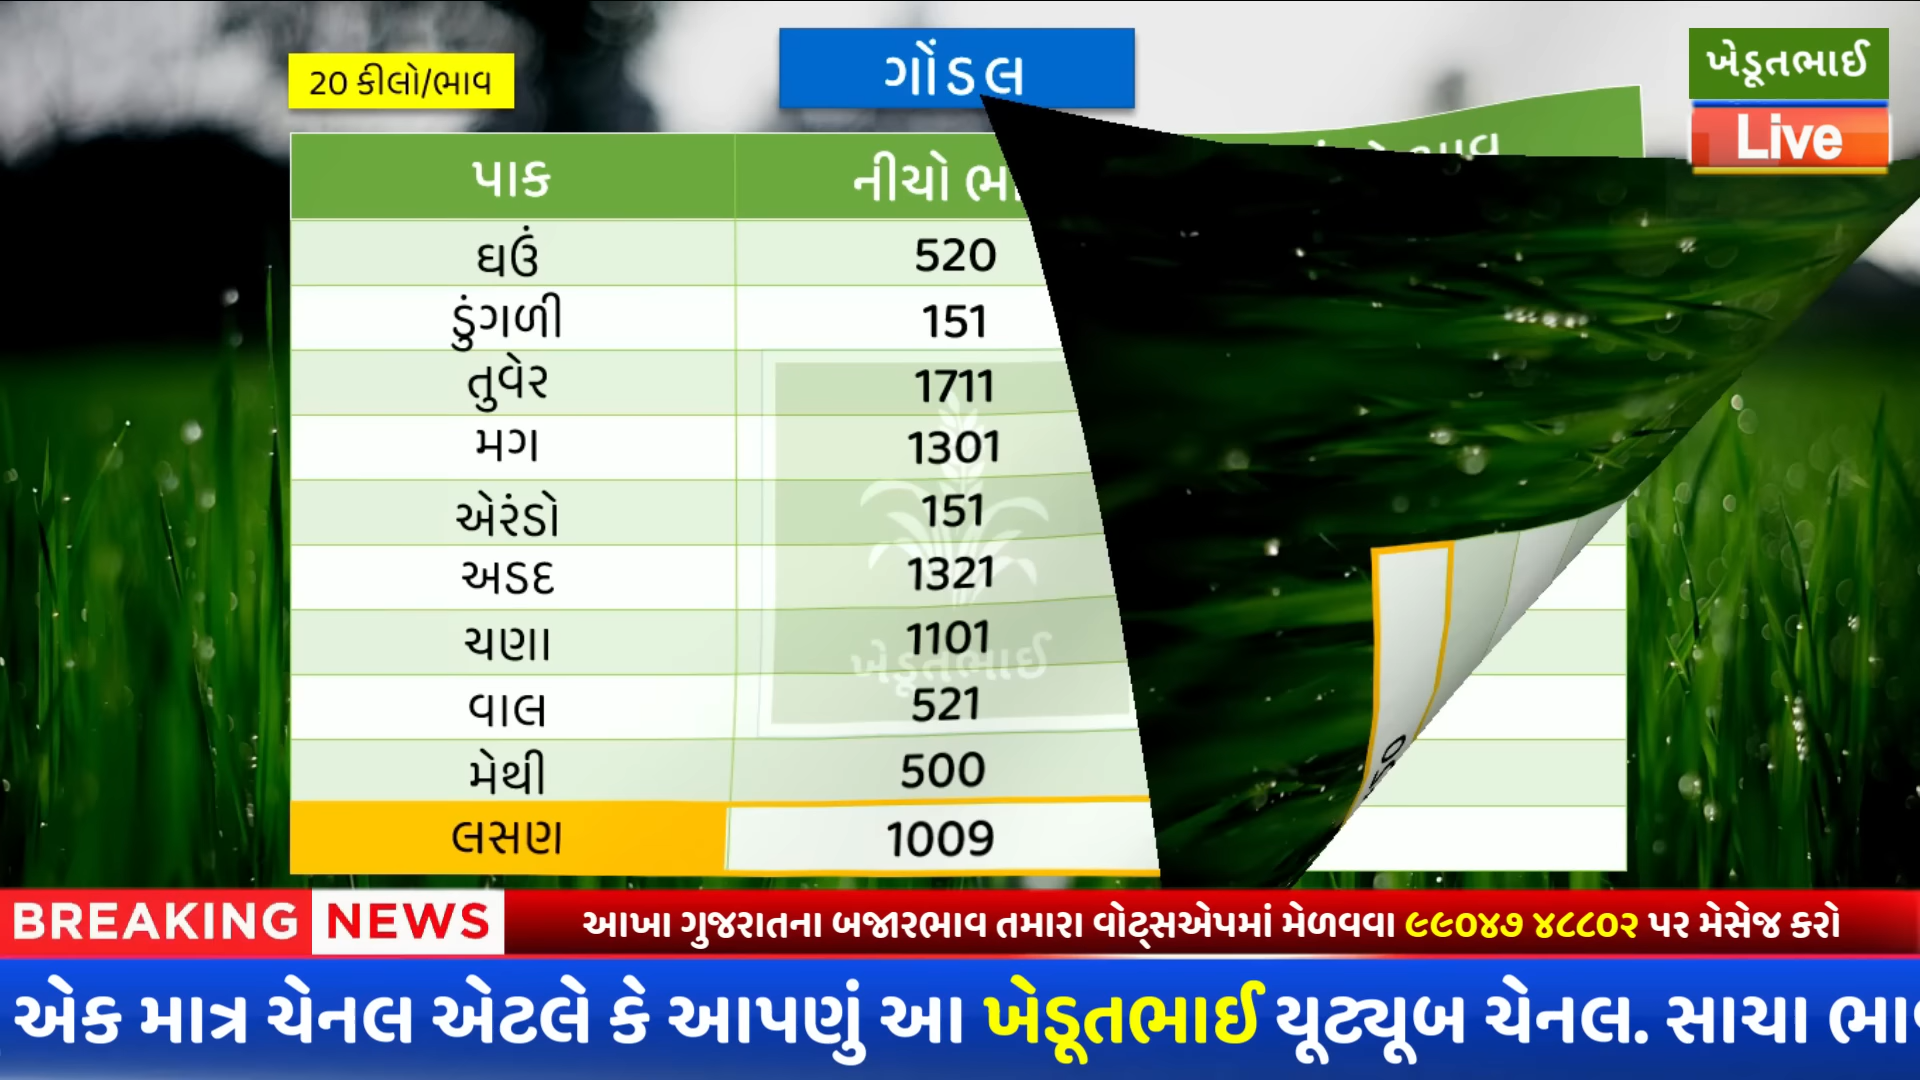 20 કીલો/ભાવ
ગોંડલ
ખેડૂતભાઈ
Live
પાક નીચો
ઘઉં 520
ડુંગળી 151
તુવેર 1711
મગ 1301
એરંડો 151
અડદ 1321
ચણા 1101
ખેડૂતભાઈ
વાલ 521
મેથી 500
લસણ 1009
BREAKING NEWS આખા ગુજરાતના બજારભાવ તમારા વોટ્સએપમાં મેળવવા ૯૯૦૪૭ ૪૮૮૦૨ પર મેસેજ કરો
એક માત્ર ચેનલ એટલે કે આપણું આ ખેડૂતભાઈ યૂટ્યૂબ ચેનલ. સાચા